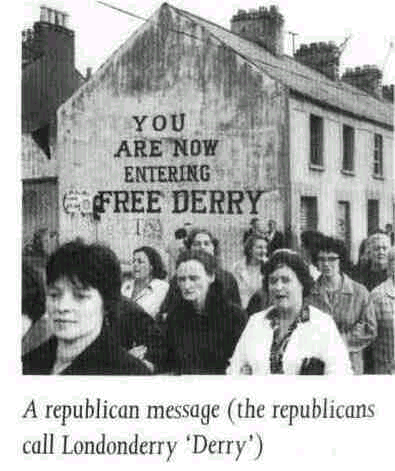 YOU
ARE NOW
ENTERING
FREE DERRY
A republican message (the republicans
call Londonderry ‘Derry’)